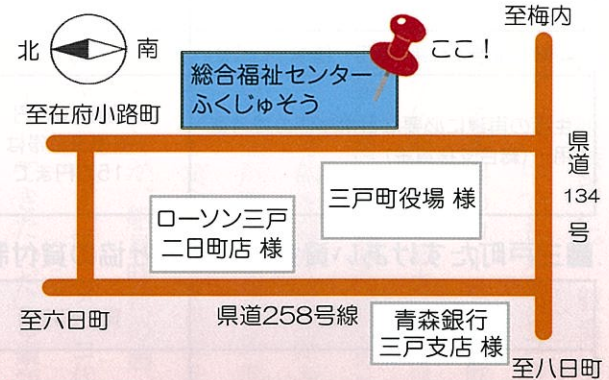 至梅内
北
南
ここ！
総合福祉センター
ふくじゅそう
至在府小路町
県道
134
号
三戸町役場 様
ローソン三戸
二日町店 様
県道258号線
至六日町
青森銀行
三戸支店 様
至八日町